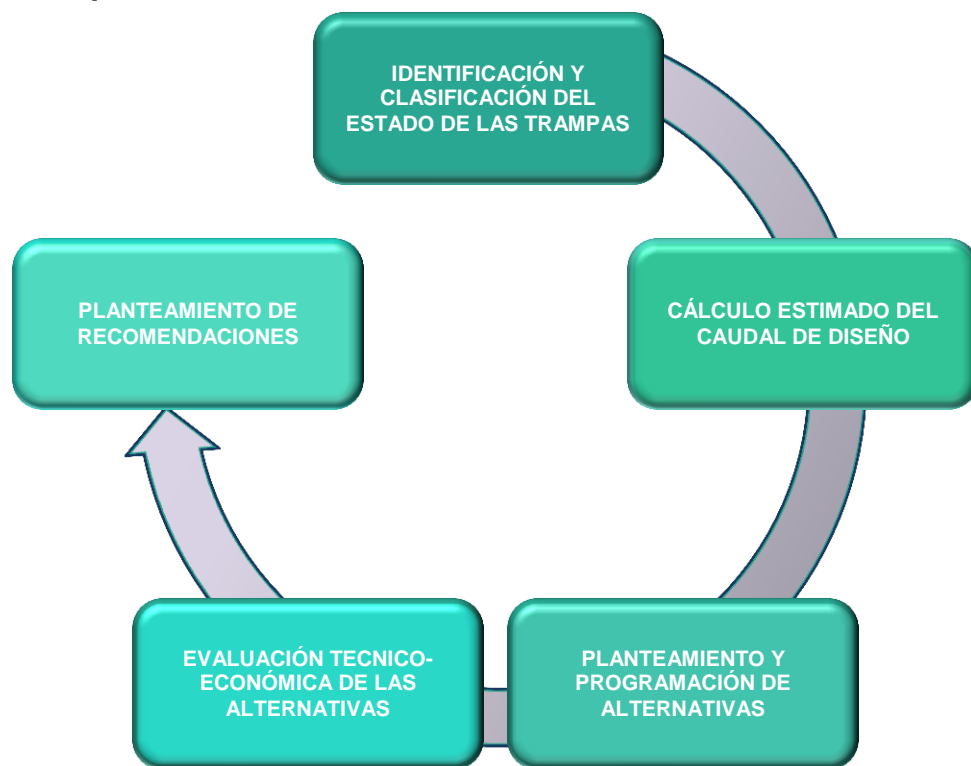 IDENTIFICACIÓN Y
CLASIFICACIÓN DEL
ESTADO DE LAS TRAMPAS
CÁLCULO ESTIMADO DEL
CAUDAL DE DISEÑO
PLANTEAMIENTO Y
PROGRAMACIÓN DE
ALTERNATIVAS
EVALUACIÓN TECNICO-
ECONÓMICA DE LAS
ALTERNATIVAS
PLANTEAMIENTO DE
RECOMENDACIONES